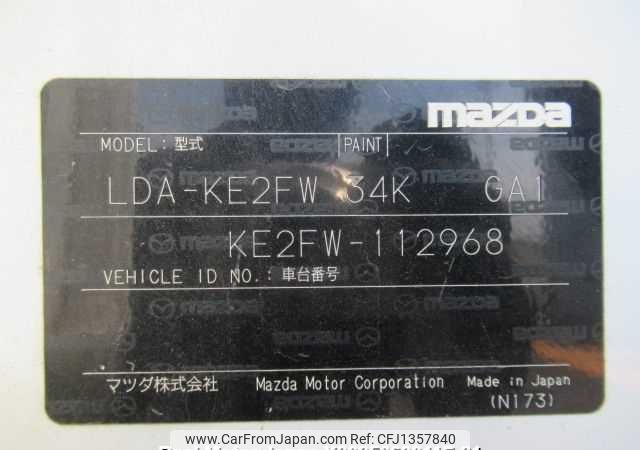 mazda
MODEL: 型式 PAINT
LDA-KE2FW 34K GA1
KE2FW-112968
VEHICLE ID NO.: 車台番号
マツダ株式会社 Mazda Motor Corporation Made in Japan
(N173)
www.CarFromJapan.com Ref-CFJ1357840